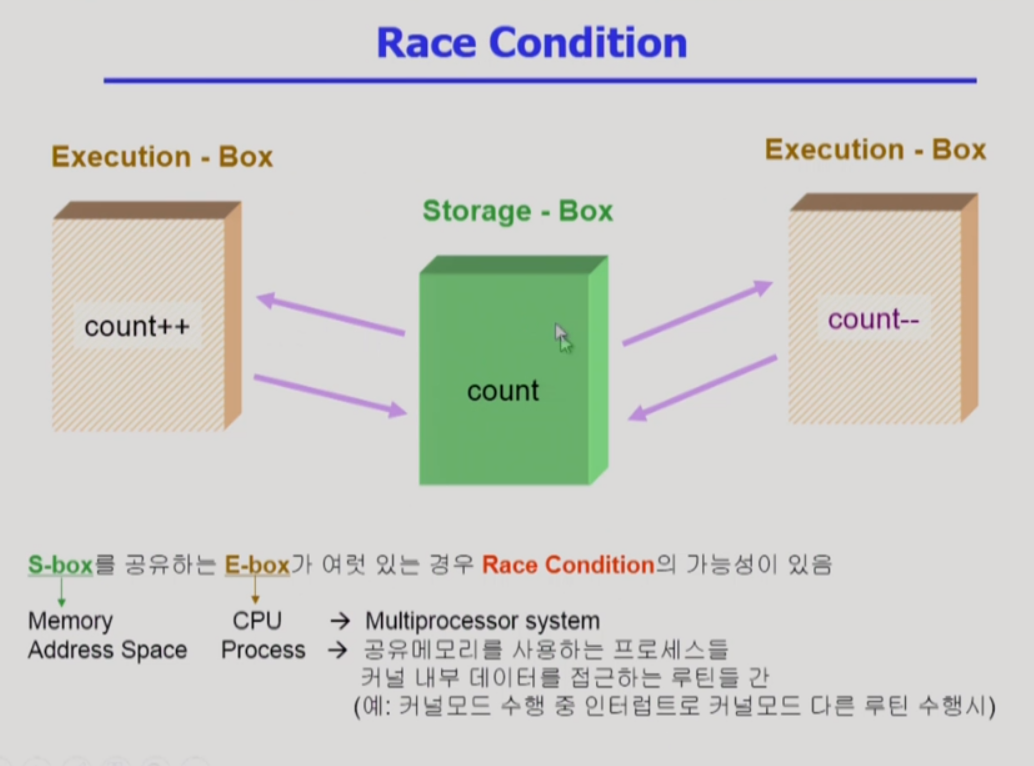 Race Condition
Execution - Box
Execution - Box
Storage - Box
count++
count--
count
S-box를 공유하는 E-box가 여럿 있는 경우 Race Condition의 가능성이 있음
Memory CPU → Multiprocessor system
Address Space Process → 공유메모리를 사용하는 프로세스들
커널 내부 데이터를 접근하는 루틴들 간
(예: 커널모드 수행 중 인터럽트로 커널모드 다른 루틴 수행시)